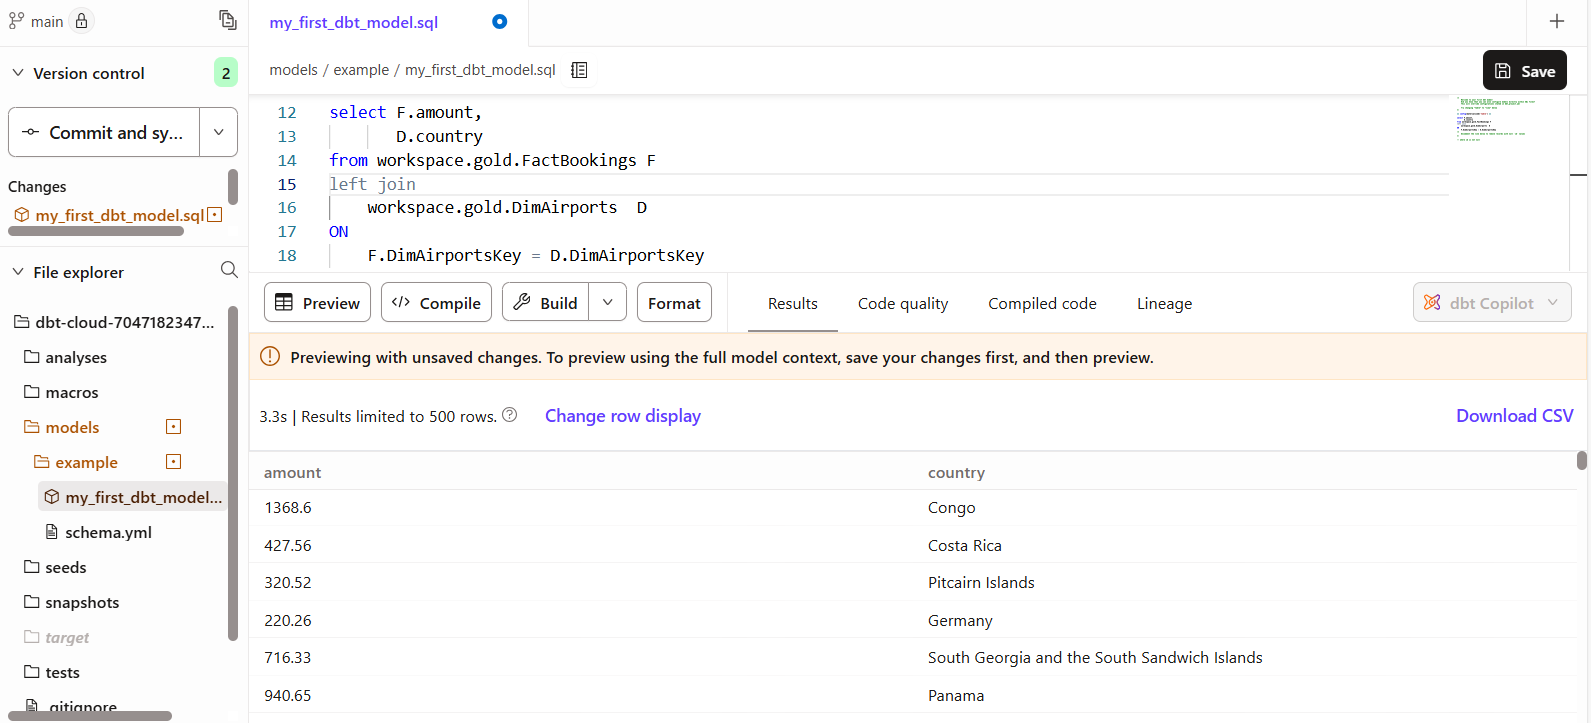 main
Version control
2
Commit and sy...
Changes
my_first_dbt_model.sql
File explorer
dbt-cloud-7047182347...
analyses
macros
models
example
my_first_dbt_model...
schema.yml
seeds
snapshots
target
tests
.gitignore
my_first_dbt_model.sql
models / example / my_first_dbt_model.sql
Save
12 select F.amount,
13 D.country
14 from workspace.gold.FactBookings F
15 left join
16 workspace.gold.DimAirports D
17 ON
18 F.DimAirportsKey = D.DimAirportsKey
Preview
Compile
Build
Format
Results
Code quality
Compiled code
Lineage
dbt Copilot
Previewing with unsaved changes. To preview using the full model context, save your changes first, and then preview.
3.3s | Results limited to 500 rows. ?
Change row display
Download CSV
amount country
1368.6 Congo
427.56 Costa Rica
320.52 Pitcairn Islands
220.26 Germany
716.33 South Georgia and the South Sandwich Islands
940.65 Panama